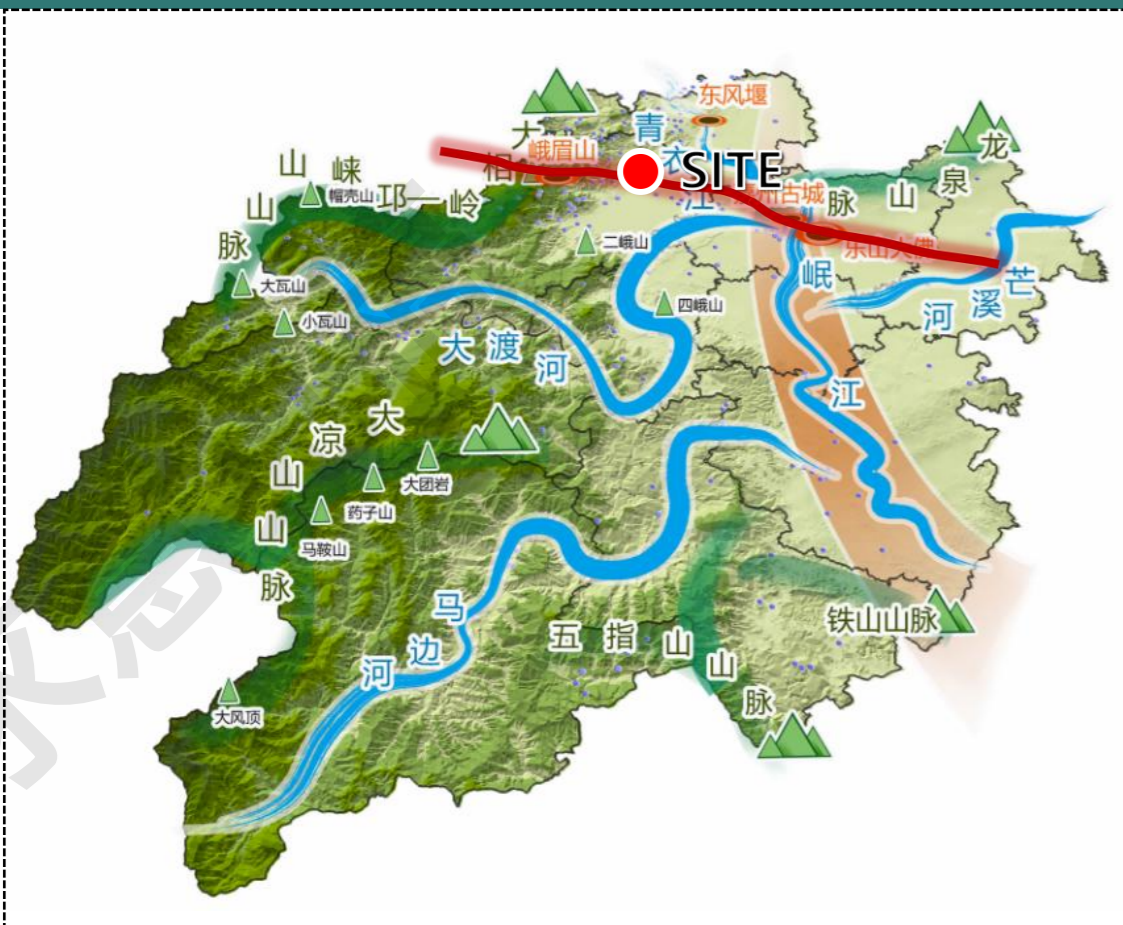 东风堰
青衣江
SITE
峨眉山
大相岭
州古城
乐山大佛
龙泉山脉
邛崃山山脉
帽壳山
二峨山
四峨山
大瓦山
小瓦山
大渡河
岷江
芒溪河
大凉山山脉
大团岩
药子山
马鞍山
大风顶
马边河
五指山山脉
铁山山脉